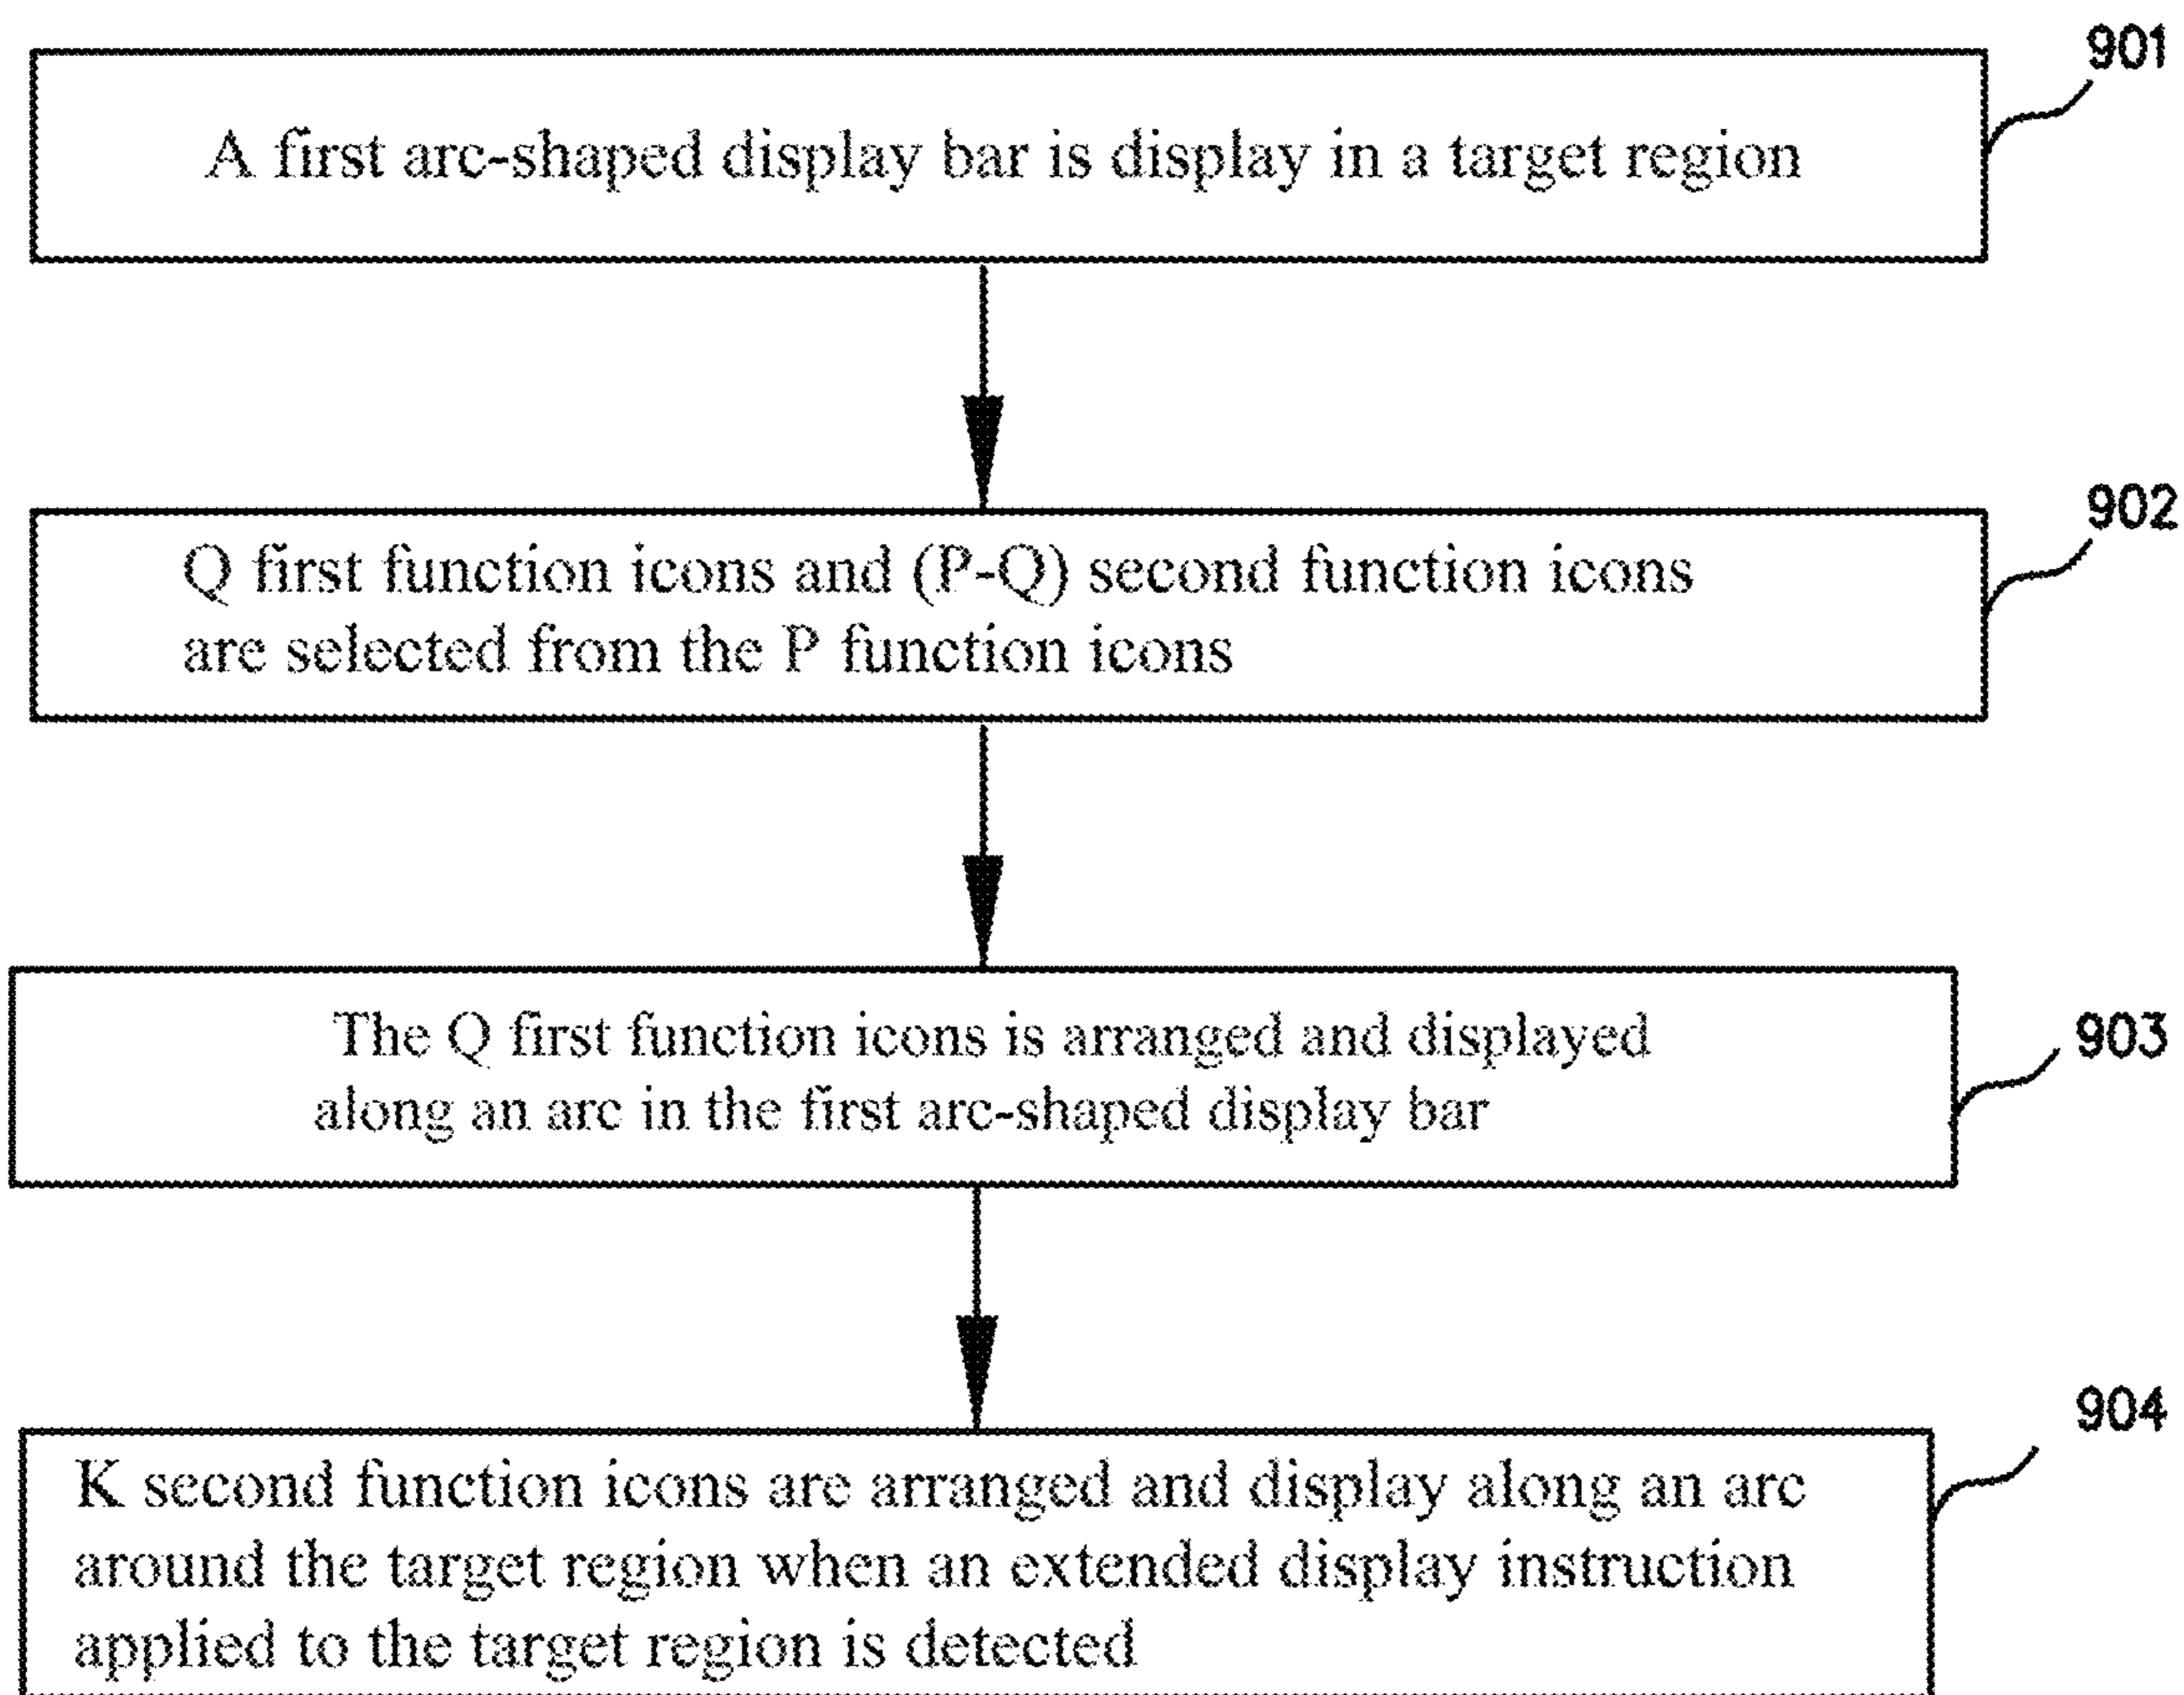 901
A first arc-shaped display bar is display in a target region
902
Q first function icons and (P-Q) second function icons
are selected from the P function icons
903
The Q first function icons is arranged and displayed
along an arc in the first arc-shaped display bar
904
K second function icons are arranged and display along an arc
around the target region when an extended display instruction
applied to the target region is detected